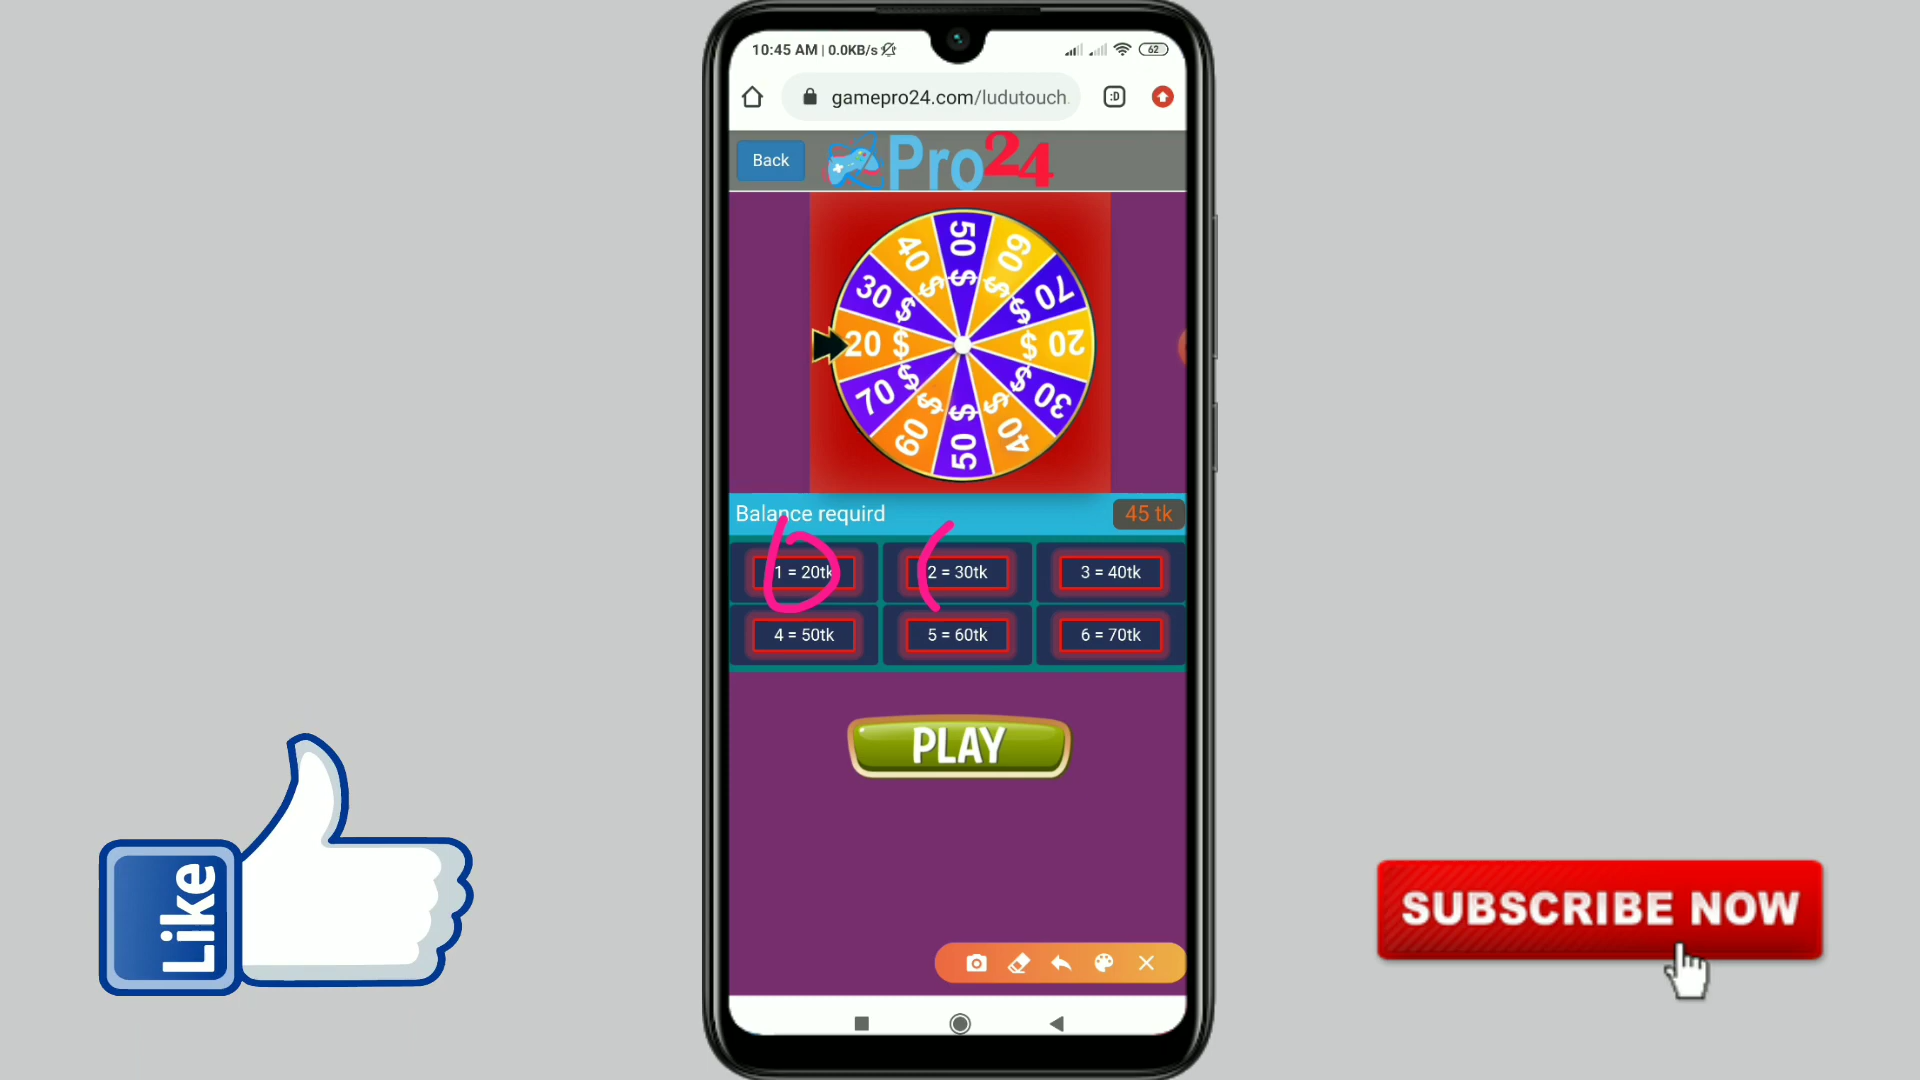 10:45 AM | 0.0KB/s
62
gamepro24.com/ludutouch.
:D
Back
Pro24
50 $
60 $
70 $
20 $
30 $
40 $
50 $
60 $
70 $
20 $
30 $
40 $
Balance requird
45 tk
1 = 20tk
2 = 30tk
3 = 40tk
4 = 50tk
5 = 60tk
6 = 70tk
PLAY
Like
SUBSCRIBE NOW